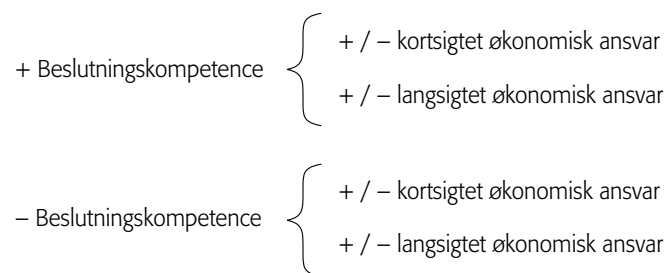 + / – kortsigtet økonomisk ansvar
+ Beslutningskompetence
+ / – langsigtet økonomisk ansvar
+ / – kortsigtet økonomisk ansvar
– Beslutningskompetence
+ / – langsigtet økonomisk ansvar